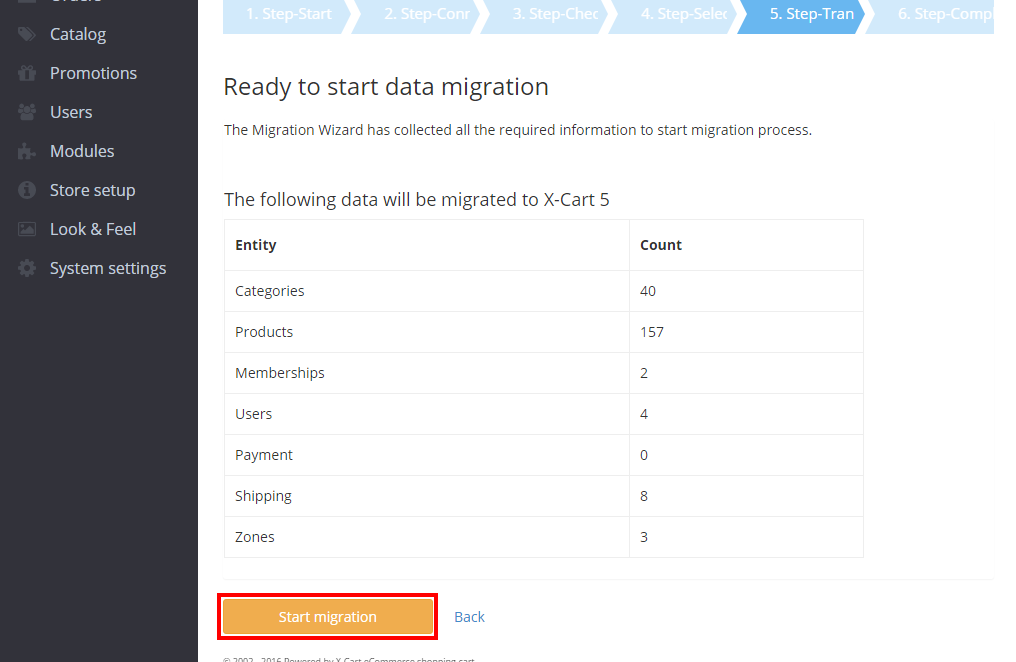 Orders
Catalog
Promotions
Users
Modules
Store setup
Look & Feel
System settings
1. Step-Start
2. Step-Conn
3. Step-Chec
4. Step-Selec
5. Step-Tran
6. Step-Comp
Ready to start data migration
The Migration Wizard has collected all the required information to start migration process.
The following data will be migrated to X-Cart 5
Entity Count
Categories 40
Products 157
Memberships 2
Users 4
Payment 0
Shipping 8
Zones 3
Start migration Back
© 2002 - 2016 Powered by X-Cart eCommerce shopping cart